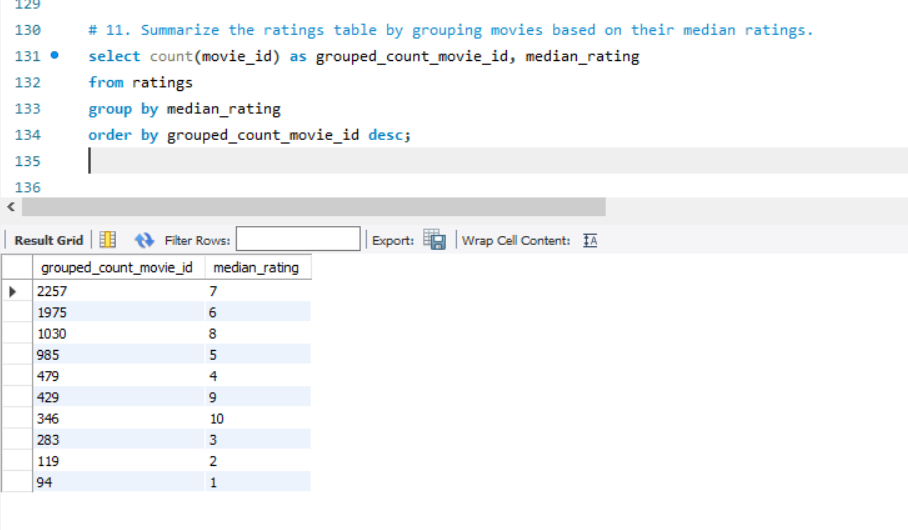 129
130 # 11. Summarize the ratings table by grouping movies based on their median ratings.
131 select count(movie_id) as grouped_count_movie_id, median_rating
132 from ratings
133 group by median_rating
134 order by grouped_count_movie_id desc;
135
136
Result Grid Filter Rows: Export: Wrap Cell Content: IA
grouped_count_movie_id median_rating
2257 7
1975 6
1030 8
985 5
479 4
429 9
346 10
283 3
119 2
94 1